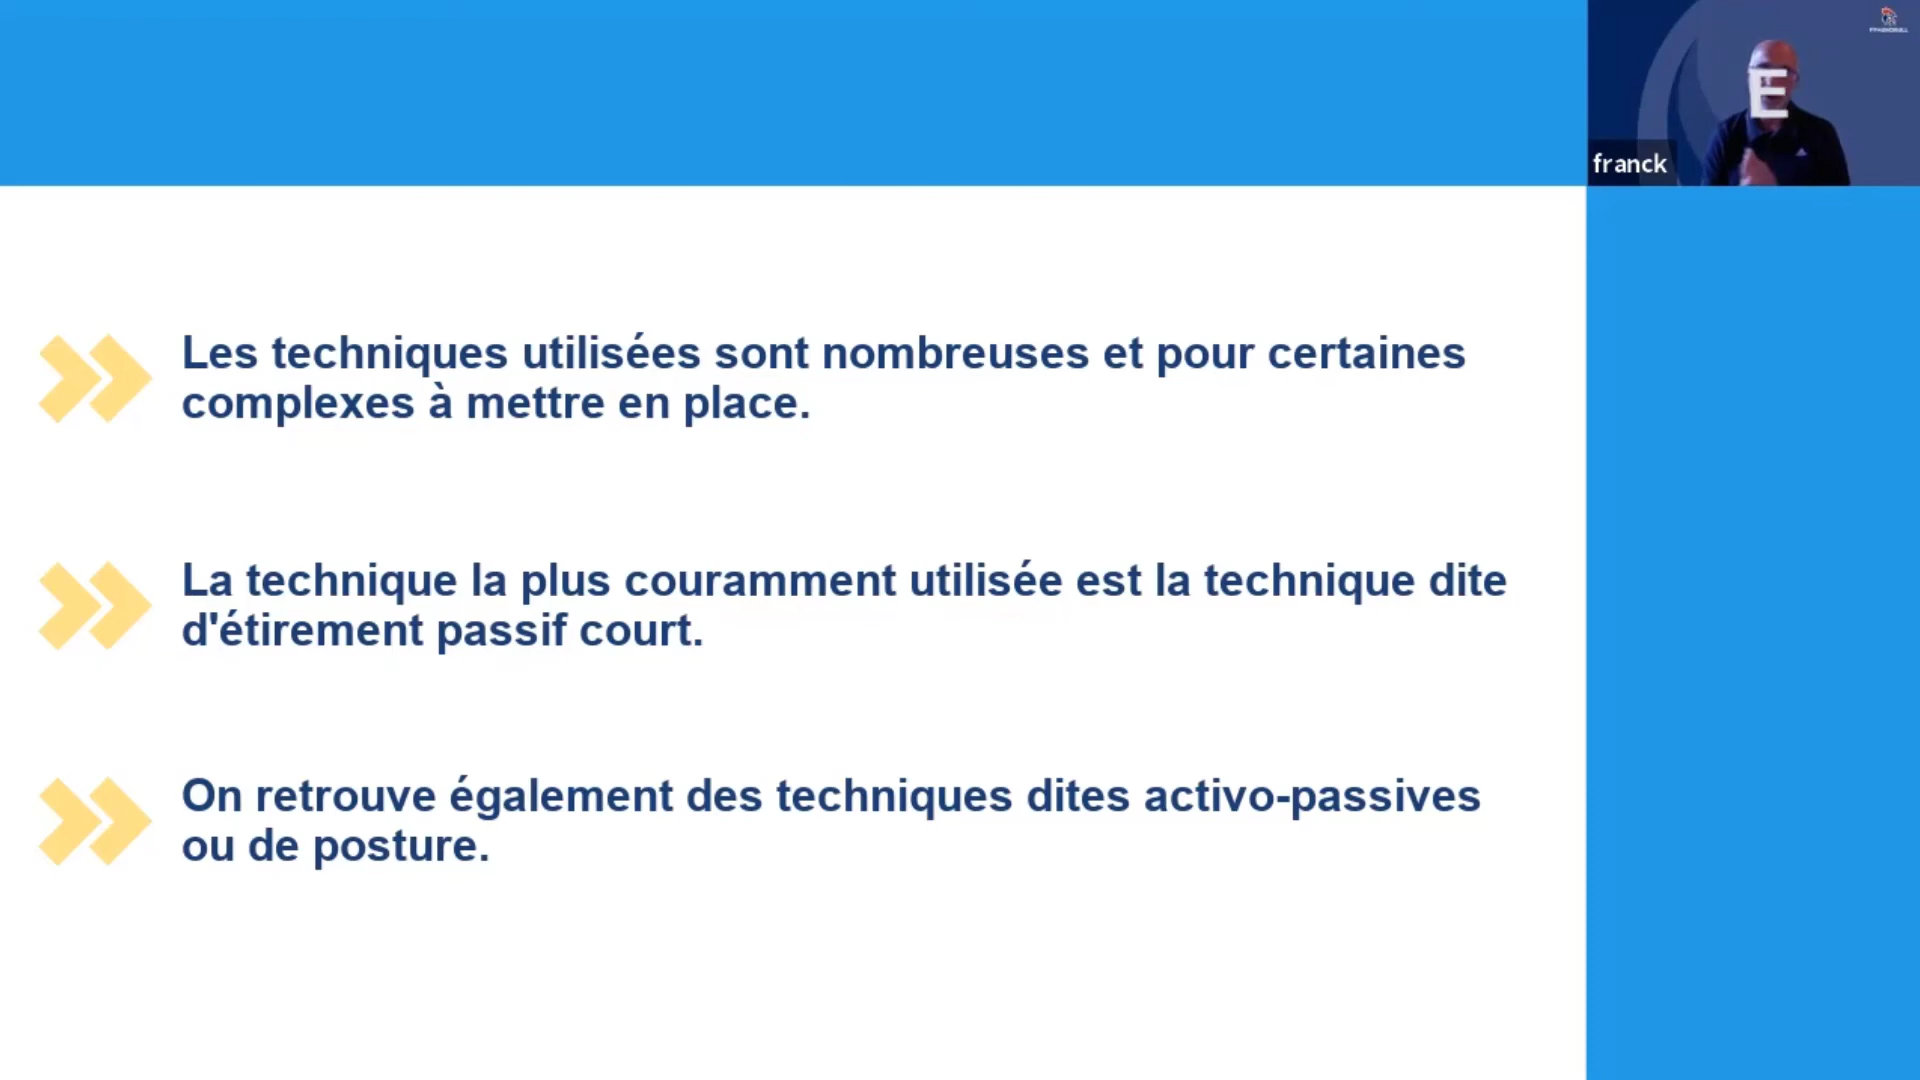 E
franck
Les techniques utilisées sont nombreuses et pour certaines
complexes à mettre en place.
La technique la plus couramment utilisée est la technique dite
d'étirement passif court.
On retrouve également des techniques dites activo-passives
ou de posture.